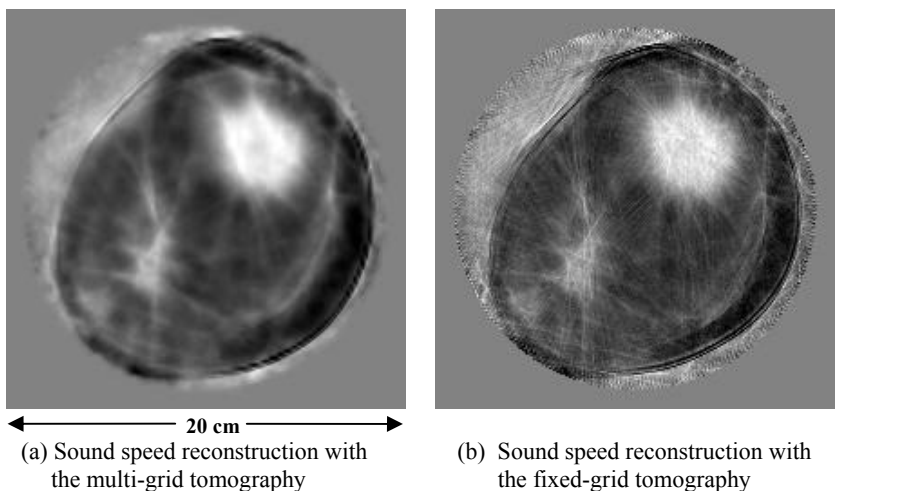 20 cm
(a) Sound speed reconstruction with
the multi-grid tomography
(b) Sound speed reconstruction with
the fixed-grid tomography